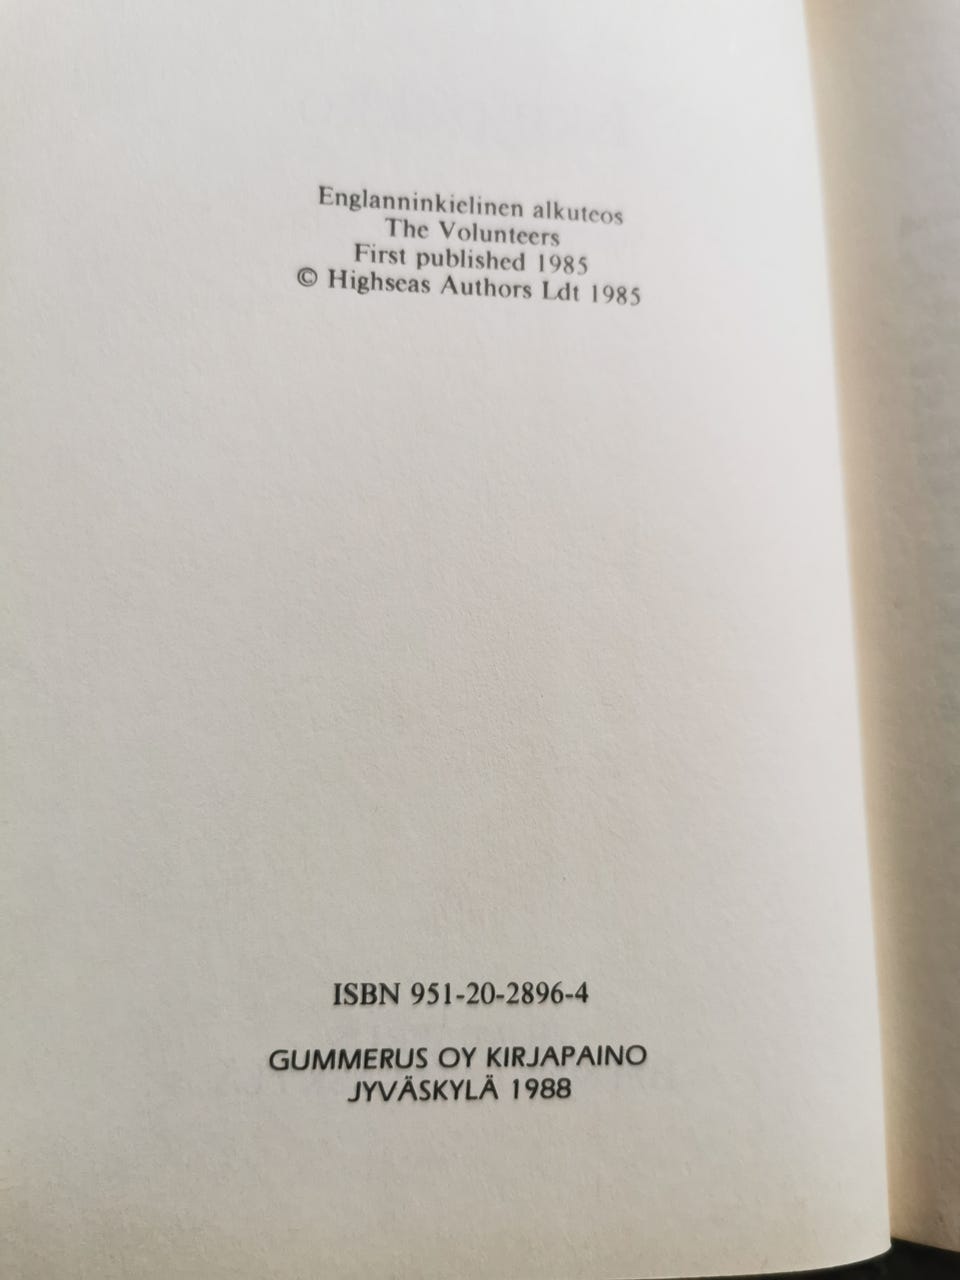 Englanninkielinen alkuteos
The Volunteers
First published 1985
© Highseas Authors Ldt 1985
ISBN 951-20-2896-4
GUMMERUS OY KIRJAPAINO
JYVÄSKYLÄ 1988